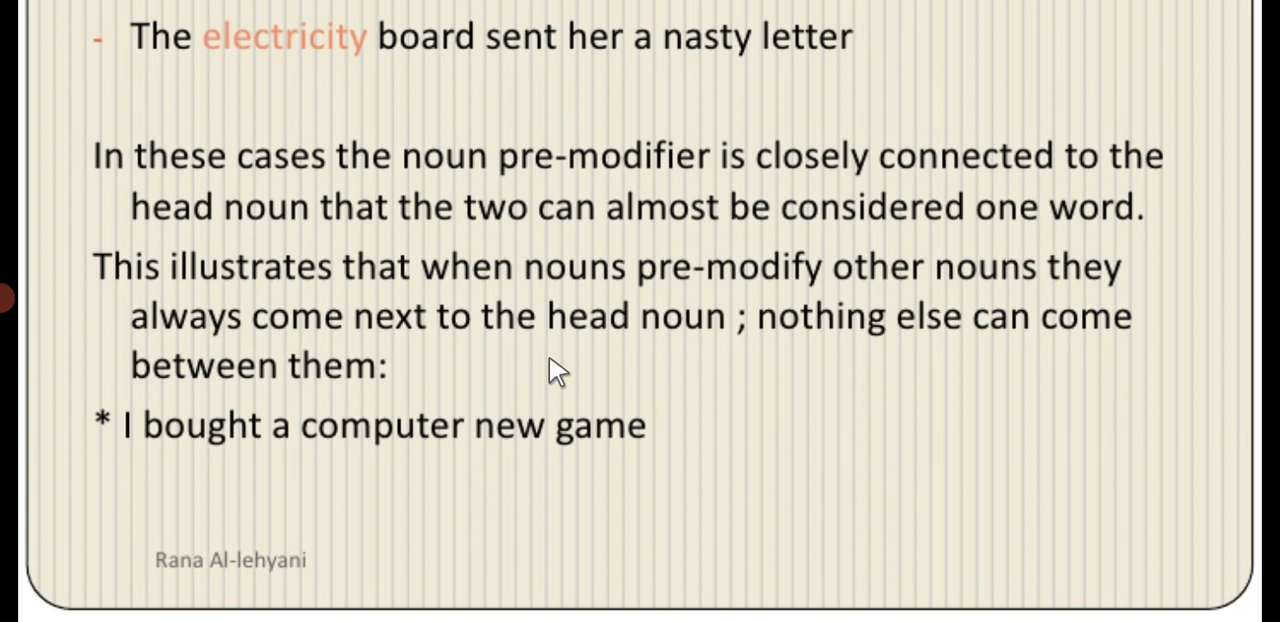 - The electricity board sent her a nasty letter
In these cases the noun pre-modifier is closely connected to the
head noun that the two can almost be considered one word.
This illustrates that when nouns pre-modify other nouns they
always come next to the head noun ; nothing else can come
between them:
* I bought a computer new game
Rana Al-lehyani